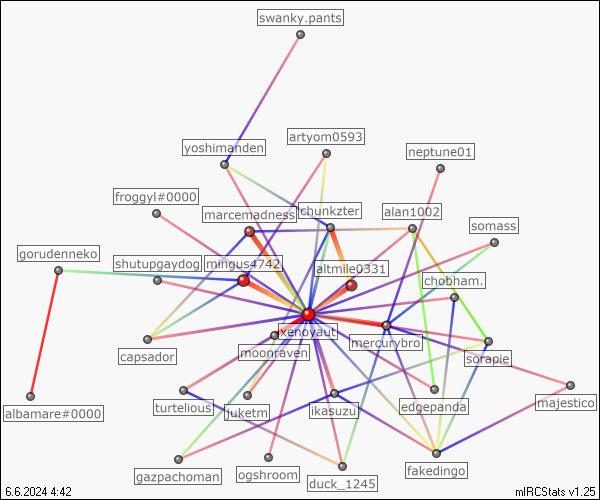 swanky.pants
artyom0593
yoshimanden
neptune01
froggyl#0000
marcemadness
chunkzter
alan1002
somass
gorudenneko
shutupgaydog
mingus4742
altmile0331
chobham.
xenoyaut
mercurybro
capsador
moonraven
sorapie
albamare#0000
turtelious
juketm
ikasuzu
edgepanda
majestico
gazpachoman
ogshroom
duck_1245
fakedingo
6.6.2024 4:42
mIRCStats v1.25